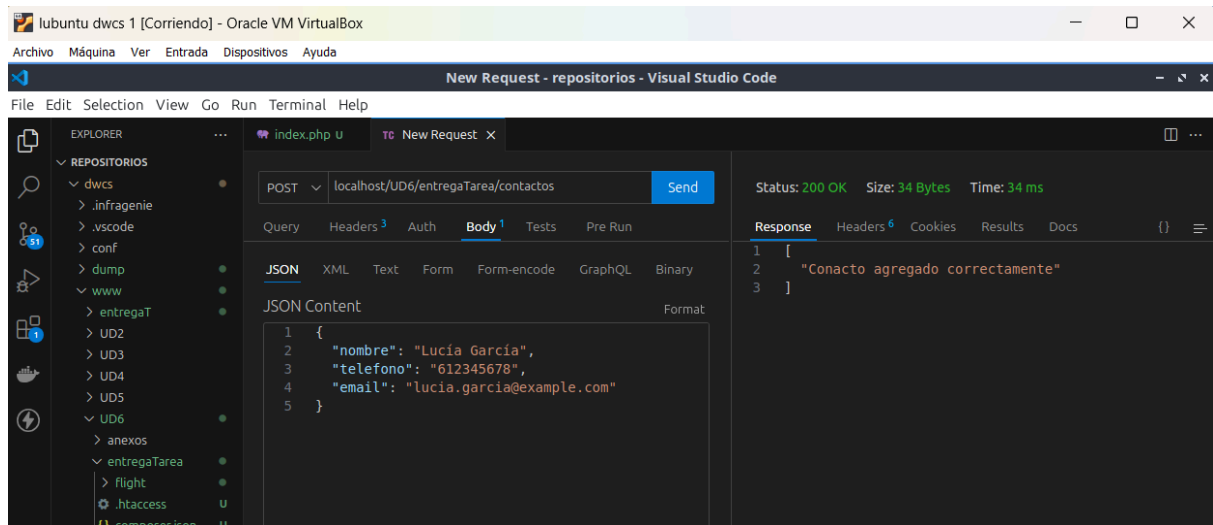 lubuntu dwcs 1 [Corriendo] - Oracle VM VirtualBox
Archivo Máquina Ver Entrada Dispositivos Ayuda
New Request - repositorios - Visual Studio Code
File Edit Selection View Go Run Terminal Help
EXPLORER ...
index.php U
TC New Request
REPOSITORIOS
dwcs
.infragenie
.vscode
conf
dump
www
entregaT
UD2
UD3
UD4
UD5
UD6
anexos
entregaTarea
flight
.htaccess U
{} composer.json U
51
1
POST localhost/UD6/entregaTarea/contactos Send
Query Headers 3 Auth Body 1 Tests Pre Run
JSON XML Text Form Form-encode GraphQL Binary
JSON Content Format
1 {
2 "nombre": "Lucía García",
3 "telefono": "612345678",
4 "email": "lucia.garcia@example.com"
5 }
Status: 200 OK Size: 34 Bytes Time: 34 ms
Response Headers 6 Cookies Results Docs {}
1 [
2 "Conacto agregado correctamente"
3 ]